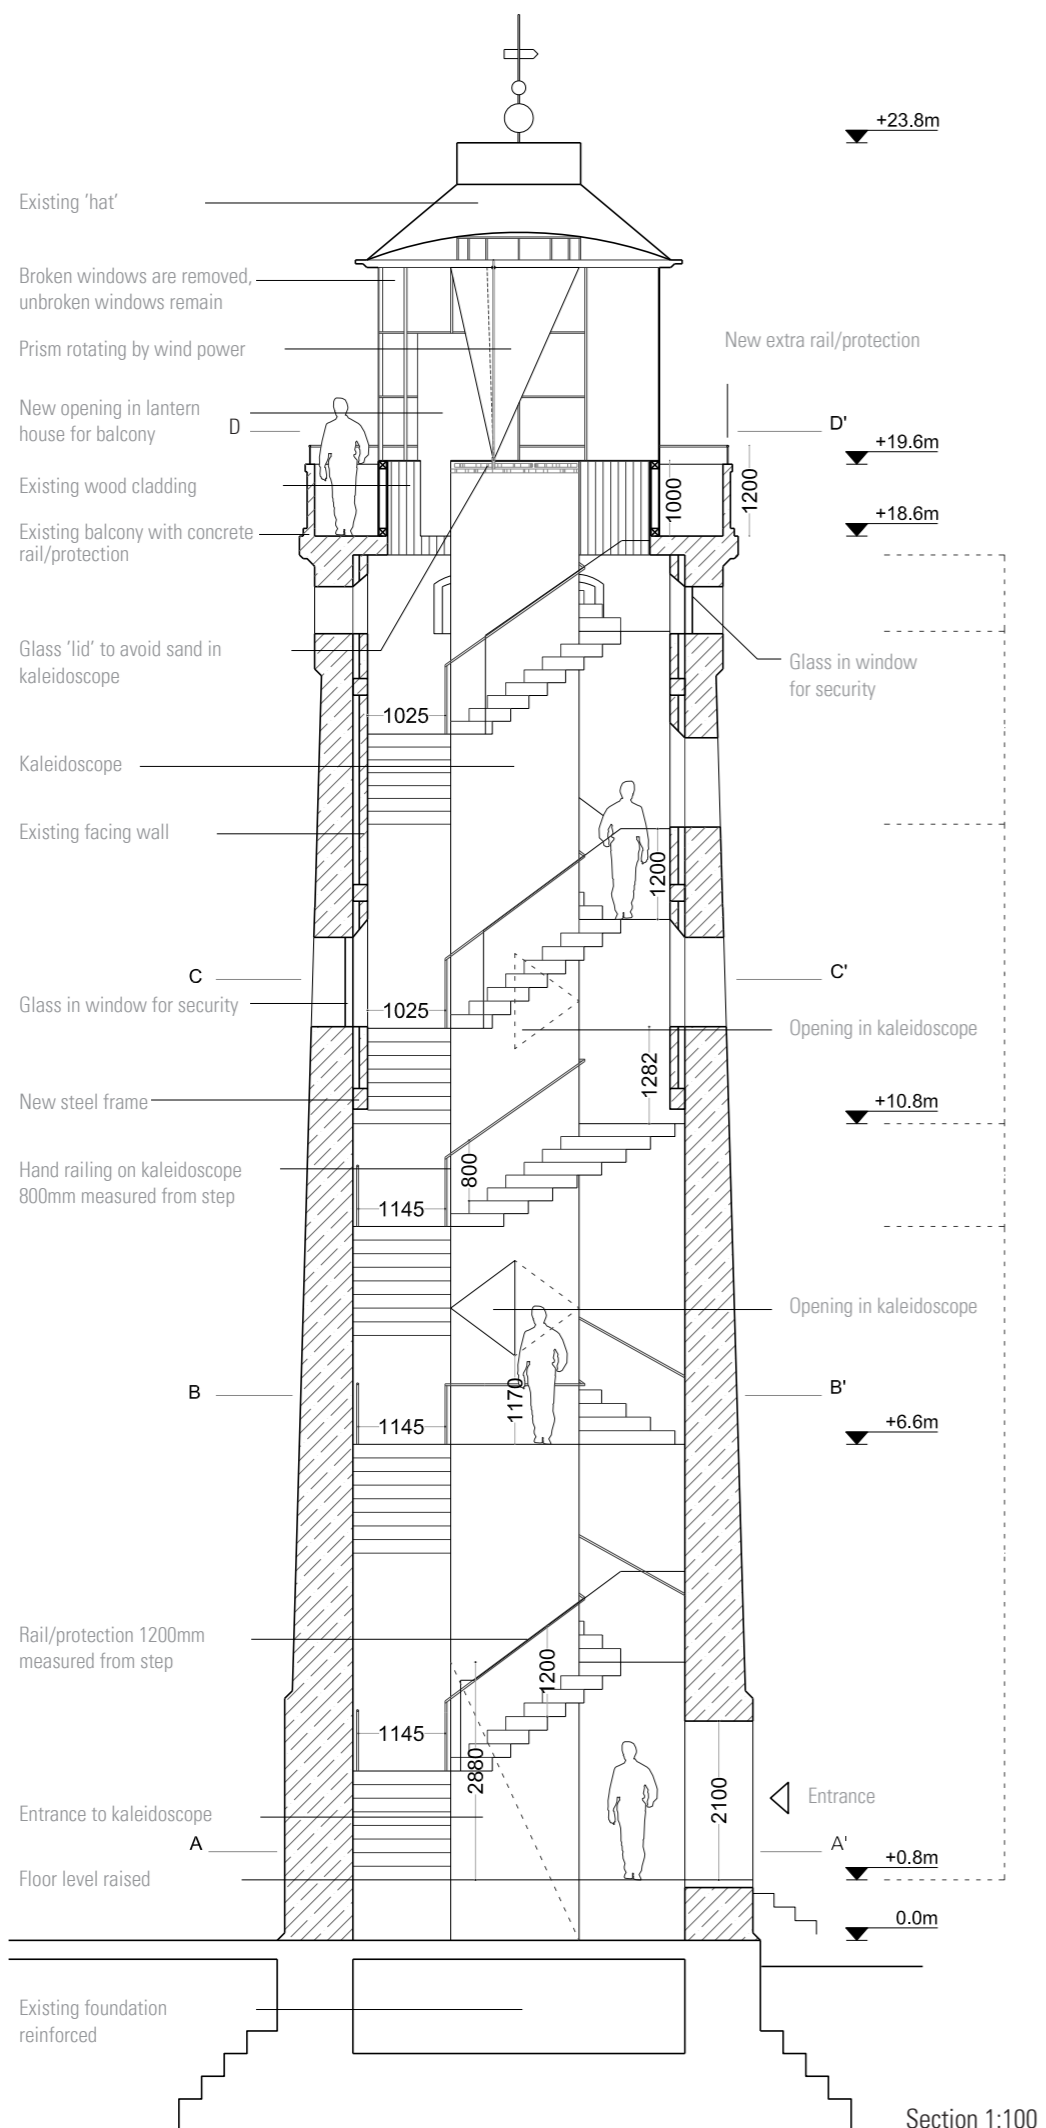 +23.8m
Existing ‘hat’
Broken windows are removed,
unbroken windows remain
Prism rotating by wind power
New extra rail/protection
New opening in lantern
house for balcony
D
D'
+19.6m
Existing wood cladding
1000
1200
+18.6m
Existing balcony with concrete
rail/protection
Glass ‘lid’ to avoid sand in
kaleidoscope
Glass in window
for security
1025
Kaleidoscope
Existing facing wall
1200
C
C'
Glass in window for security
1025
Opening in kaleidoscope
1282
New steel frame
+10.8m
Hand railing on kaleidoscope
800mm measured from step
800
1145
Opening in kaleidoscope
B
B'
1170
1145
+6.6m
Rail/protection 1200mm
measured from step
1200
1145
2880
2100
Entrance
Entrance to kaleidoscope
A
A'
+0.8m
Floor level raised
0.0m
Existing foundation
reinforced
Section 1:100